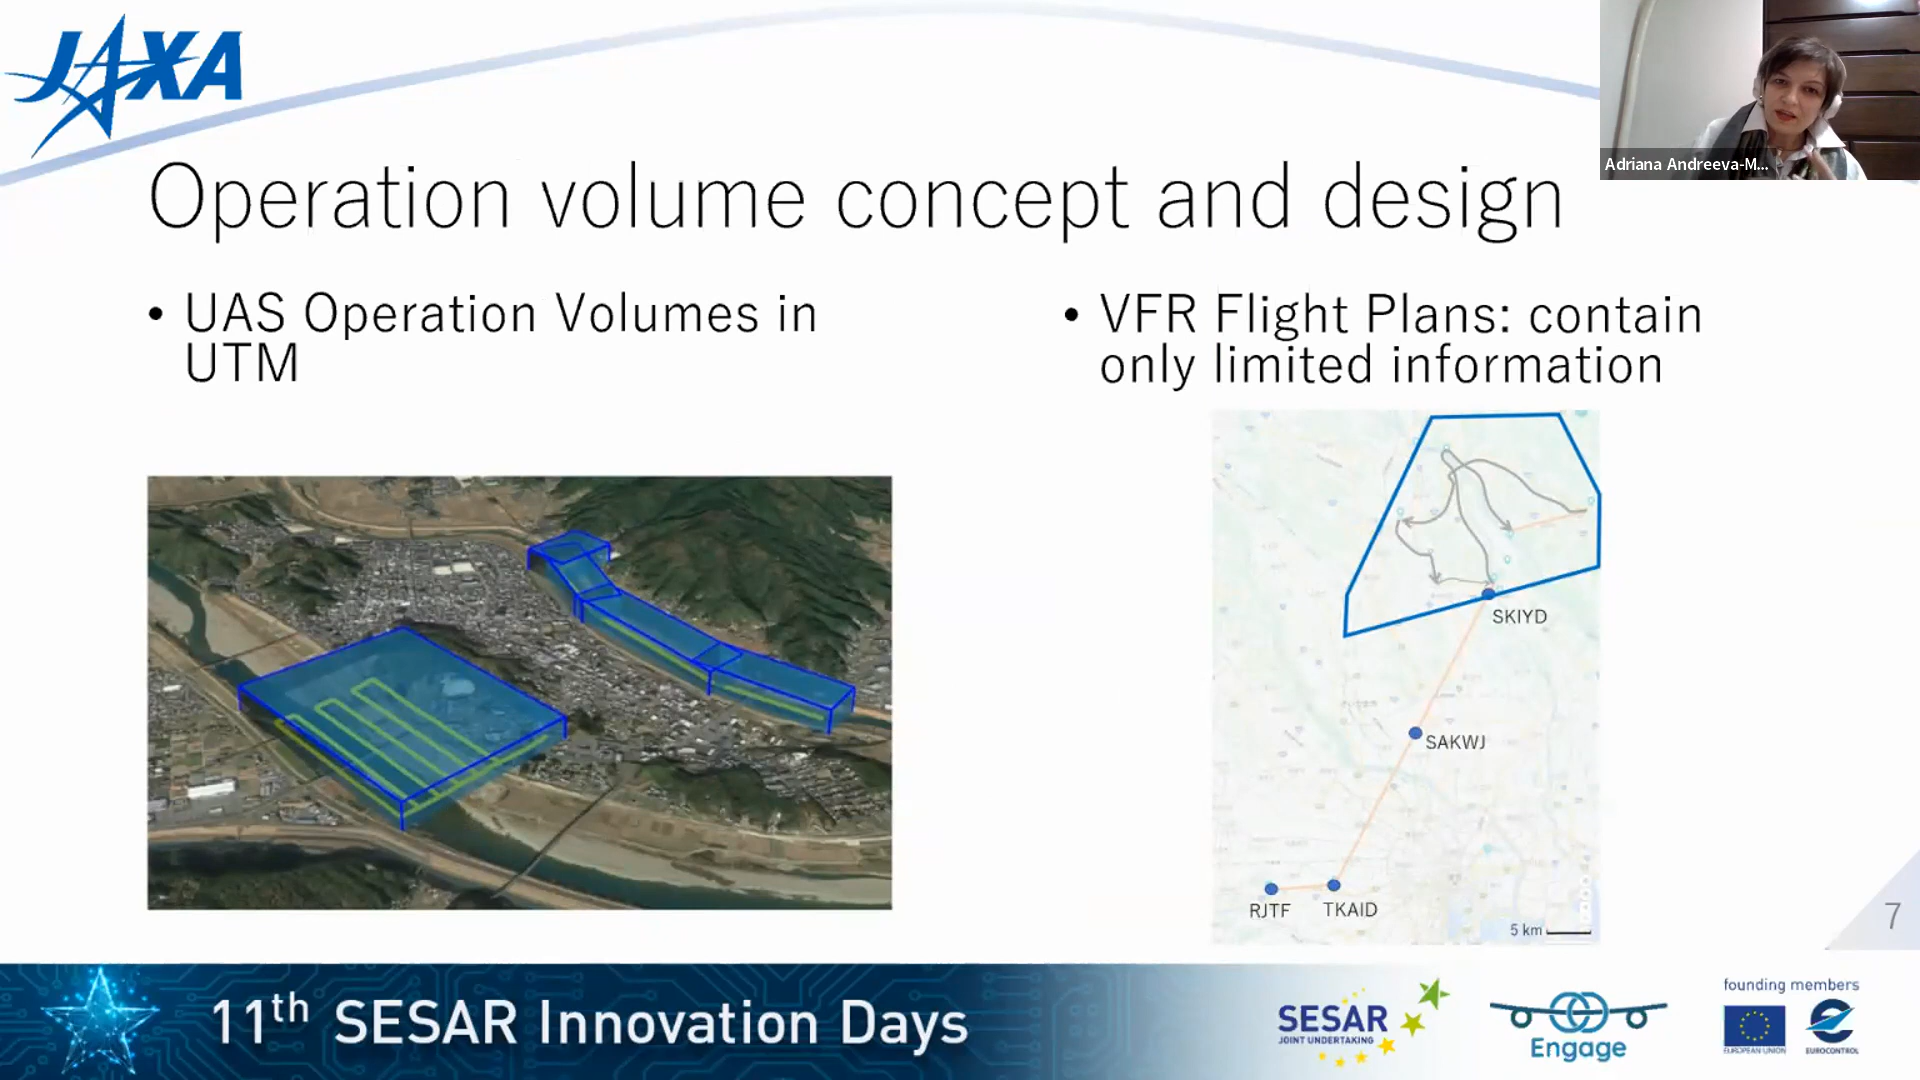 JAXA
Adriana Andreeva-M...
Operation volume concept and design
• UAS Operation Volumes in
UTM
• VFR Flight Plans: contain
only limited information
SKIYD
SAKWJ
RJTF
TKAID
5 km
7
11th SESAR Innovation Days
SESAR
JOINT UNDERTAKING
Engage
founding members
EUROPEAN UNION
EUROCONTROL